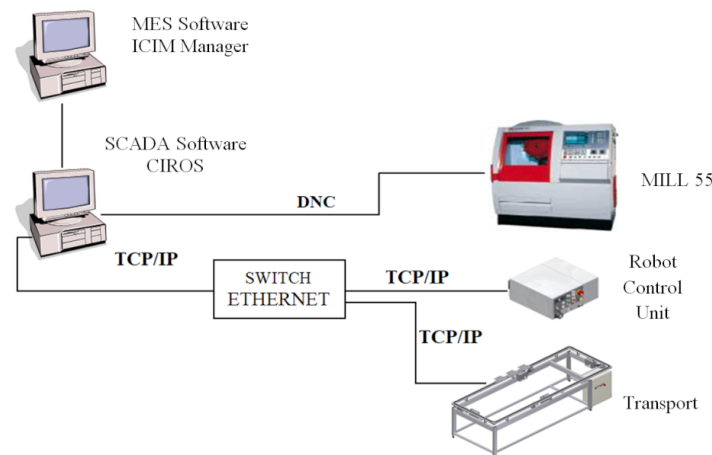 MES Software
ICIM Manager
SCADA Software
CIROS
DNC
MILL 55
TCP/IP
SWITCH
ETHERNET
TCP/IP
Robot
Control
Unit
TCP/IP
Transport